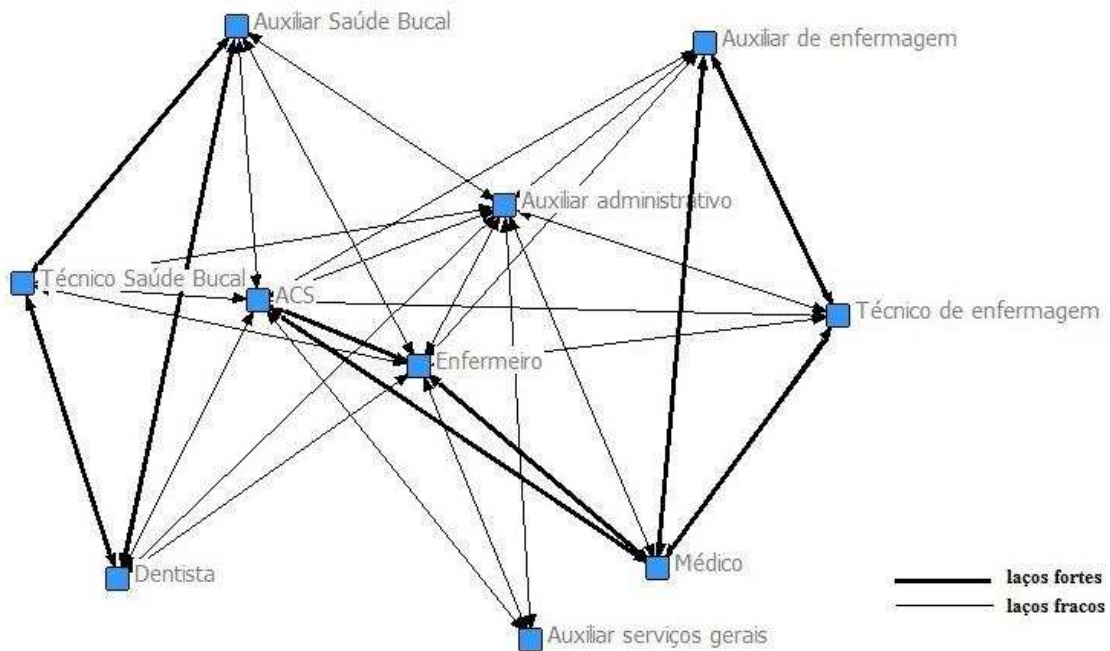 Auxiliar Saúde Bucal
Auxiliar de enfermagem
Auxiliar administrativo
Técnico Saúde Bucal
ACS
Técnico de enfermagem
Enfermeiro
Médico
Dentista
laços fortes
laços fracos
Auxiliar serviços gerais